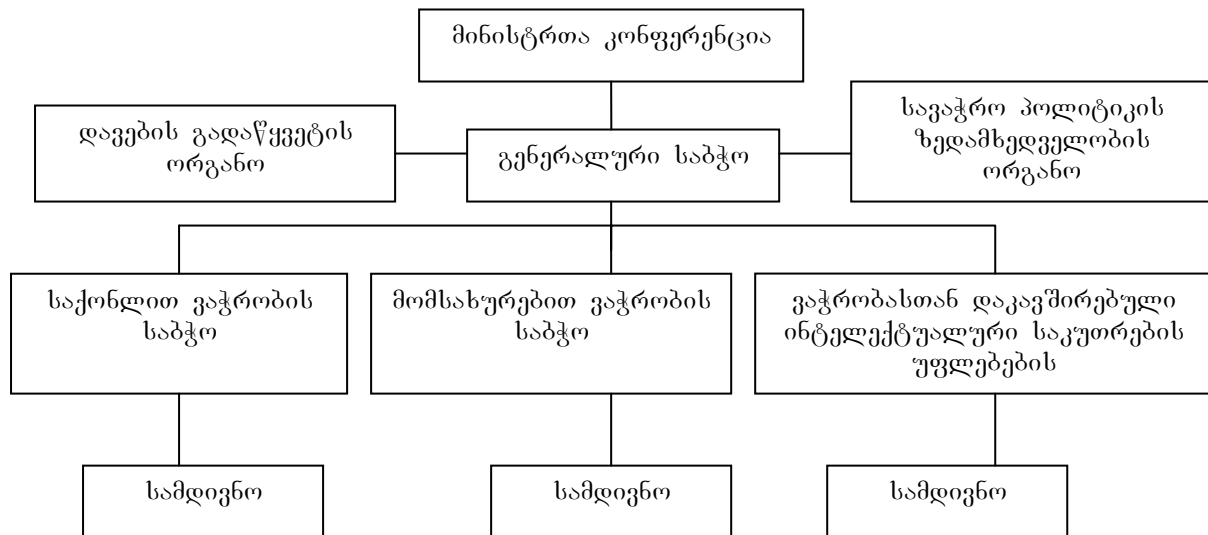 მინისტრთა კონფერენცია
დავების გადაწყვეტის
ორგანო
გენერალური საბჭო
სავაჭრო პოლიტიკის
ზედამხედველობის
ორგანო
საქონლით ვაჭრობის
საბჭო
მომსახურებით ვაჭრობის
საბჭო
ვაჭრობასთან დაკავშირებული
ინტელექტუალური საკუთრების
უფლებების
სამდივნო
სამდივნო
სამდივნო